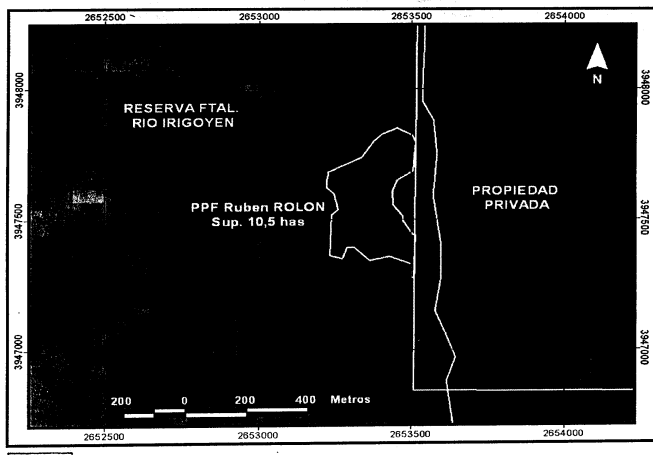 2652500 2653000 2653500 2654000
3948000
3948000
N
RESERVA FTAL.
RIO IRIGOYEN
PROPIEDAD
PRIVADA
PPF Ruben ROLON
Sup. 10,5 has
3947500
3947500
3947000
3947000
200 0 200 400 Metros
2652500 2653000 2653500 2654000